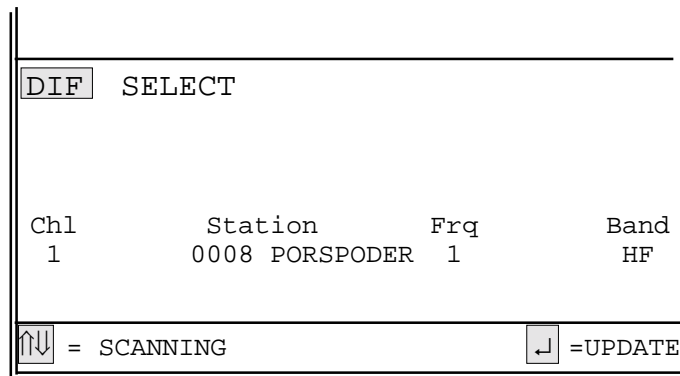 DIF SELECT
Chl Station Frq Band
1 0008 PORSPODER 1 HF
⇑⇓ = SCANNING ↵ =UPDATE